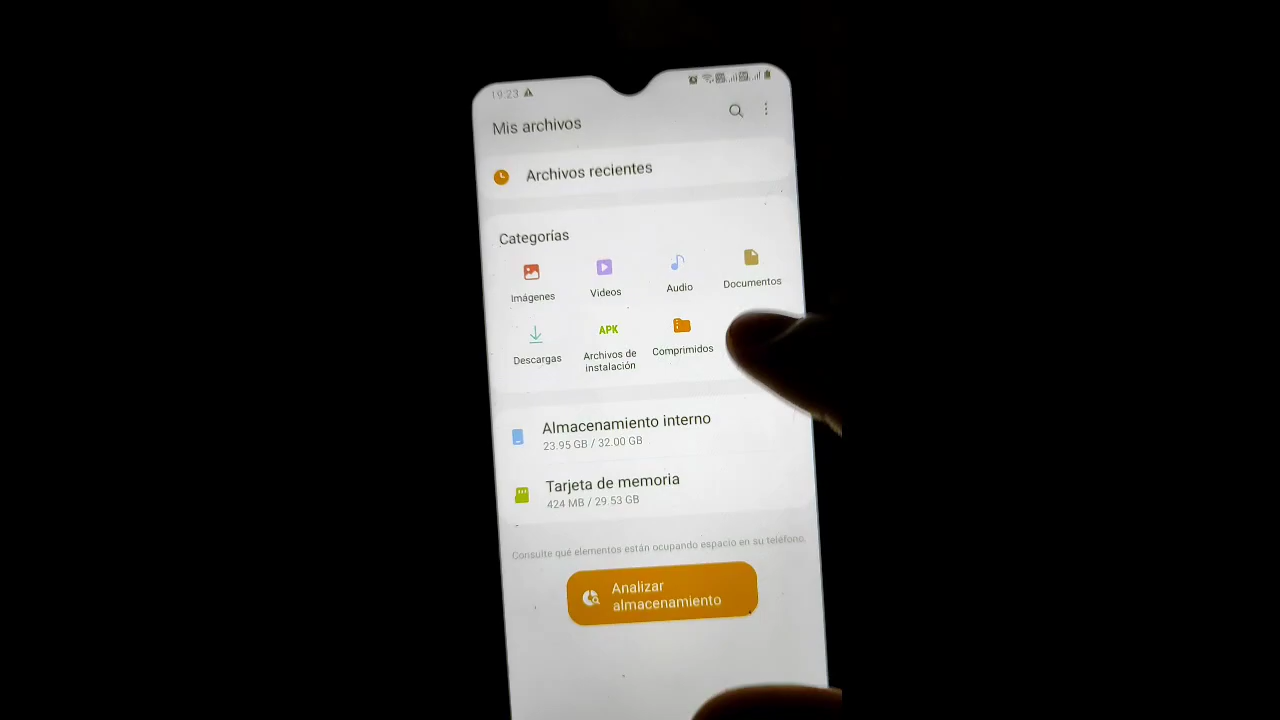 19:23
Mis archivos
Archivos recientes
Categorías
Imágenes
Videos
Audio
Documentos
Descargas
APK
Archivos de
instalación
Comprimidos
Almacenamiento interno
23.95 GB / 32.00 GB
Tarjeta de memoria
424 MB / 29.53 GB
Consulte qué elementos están ocupando espacio en su teléfono.
Analizar
almacenamiento